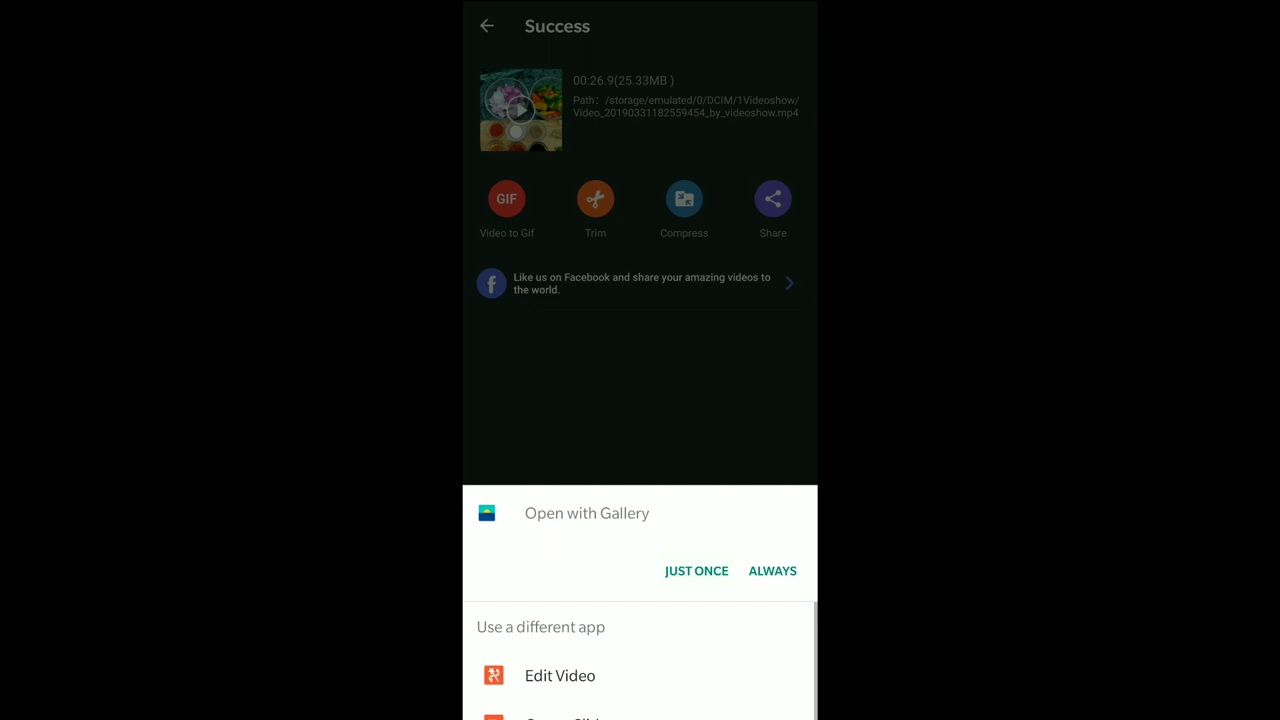 Success
00:26.9(25.33MB )
Path: /storage/emulated/0/DCIM/1Videoshow/
Video_20190331182559454_by_videoshow.mp4
GIF
Video to Gif
Trim
Compress
Share
Like us on Facebook and share your amazing videos to
the world.
Open with Gallery
JUST ONCE
ALWAYS
Use a different app
Edit Video